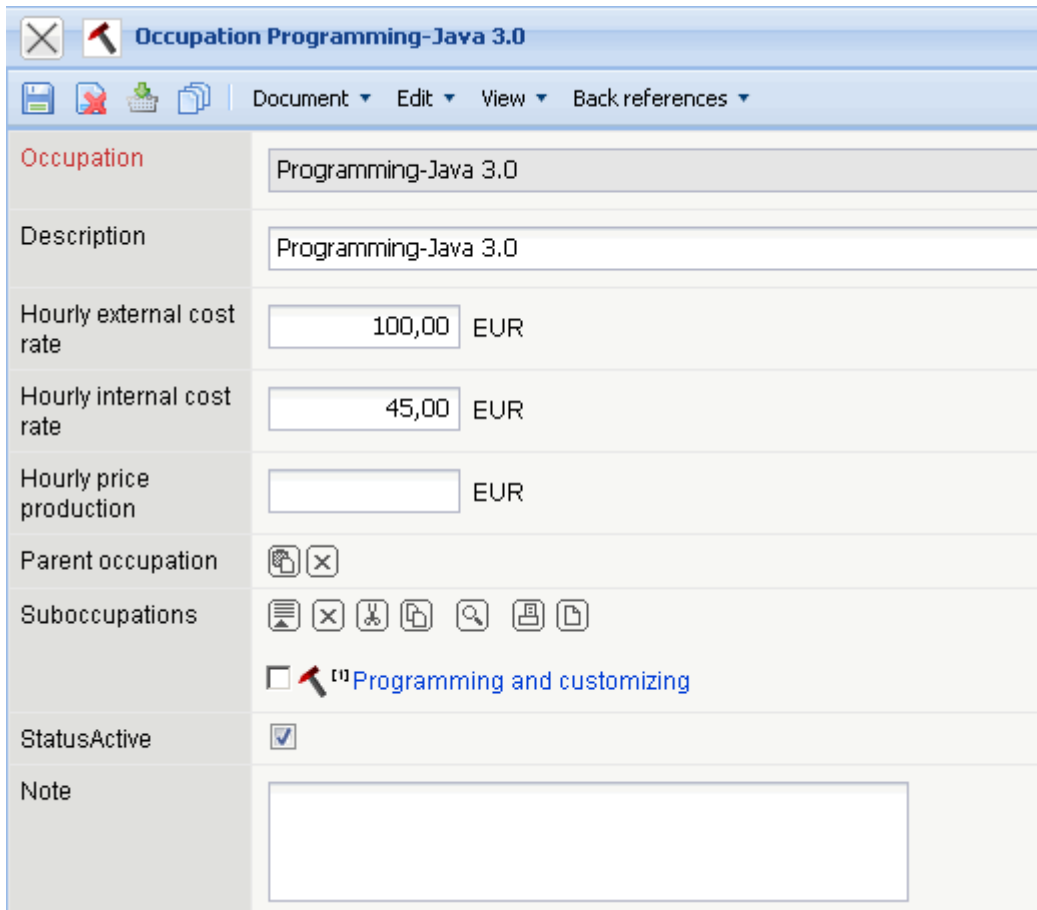 Occupation Programming-Java 3.0
Document Edit View Back references
Occupation
Programming-Java 3.0
Description
Programming-Java 3.0
Hourly external cost
rate
100,00 EUR
Hourly internal cost
rate
45,00 EUR
Hourly price
production
EUR
Parent occupation
Suboccupations
[1] Programming and customizing
StatusActive
Note